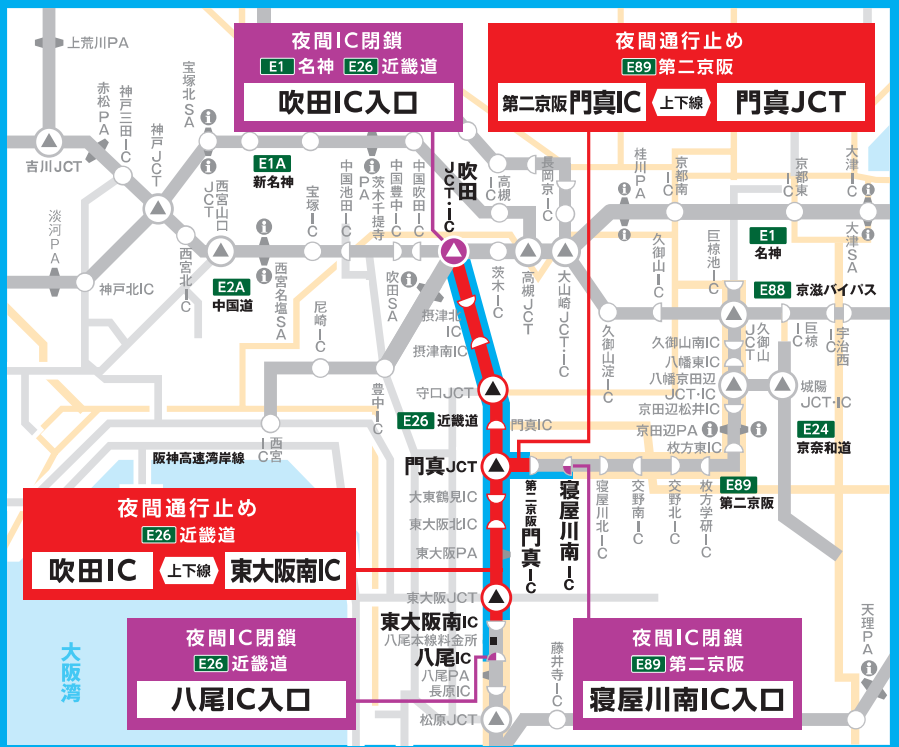 夜間IC閉鎖
E1 名神 E26 近畿道
吹田IC入口
夜間通行止め
E89 第二京阪
第二京阪門真IC 上下線 門真JCT
上荒川PA
宝塚北SA
赤松PA
神戸三田IC
神戸JCT
吉川JCT
E1A
新名神
淡河PA
神戸北IC
西宮北IC
西宮山口JCT
E2A
中国道
西宮名塩SA
宝塚IC
中国池田IC
茨木千提寺PA
中国豊中IC
中国吹田IC
吹田JCT・IC
高槻IC
長岡京IC
桂川PA
京都南IC
京都東IC
大津IC
大津SA
E1
名神
尼崎IC
吹田SA
豊中IC
西宮IC
阪神高速湾岸線
茨木IC
高槻JCT
大山崎JCT・IC
久御山淀IC
久御山IC
巨椋池IC
E88 京滋バイパス
久御山JCT
巨椋IC
宇治西IC
摂津北IC
摂津南IC
守口JCT
E26 近畿道
門真IC
門真JCT
大東鶴見IC
東大阪北IC
東大阪PA
東大阪JCT
東大阪南IC
八尾本線料金所
八尾IC
八尾PA
長原IC
松原JCT
久御山南IC
八幡東IC
八幡京田辺JCT・IC
京田辺松井IC
京田辺PA
枚方東IC
城陽JCT・IC
E24
京奈和道
E89
第二京阪
第二京阪門真IC
寝屋川南IC
寝屋川北IC
交野南IC
交野北IC
枚方学研IC
夜間通行止め
E26 近畿道
吹田IC 上下線 東大阪南IC
大阪湾
夜間IC閉鎖
E26 近畿道
八尾IC入口
藤井寺IC
夜間IC閉鎖
E89 第二京阪
寝屋川南IC入口
天理PA